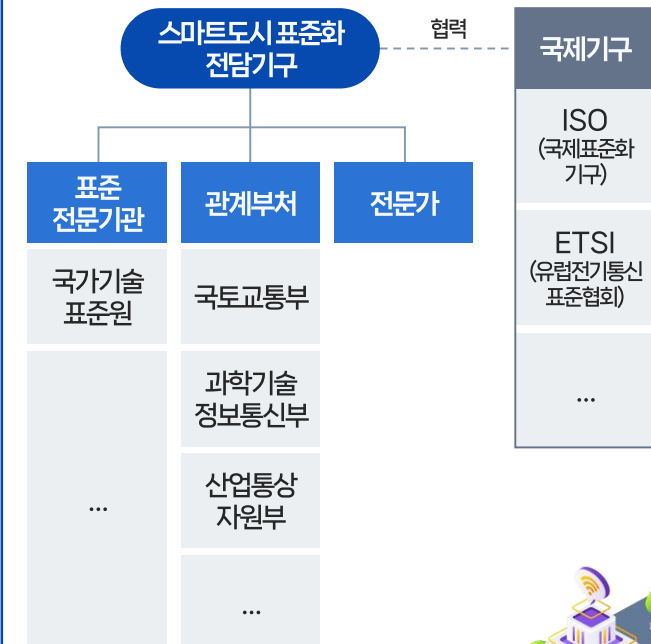 스마트도시 표준화
전담기구
협력
국제기구
ISO
(국제표준화
기구)
ETSI
(유럽전기통신
표준협회)
...
표준
전문기관
관계부처
전문가
국가기술
표준원
...
국토교통부
과학기술
정보통신부
산업통상
자원부
...